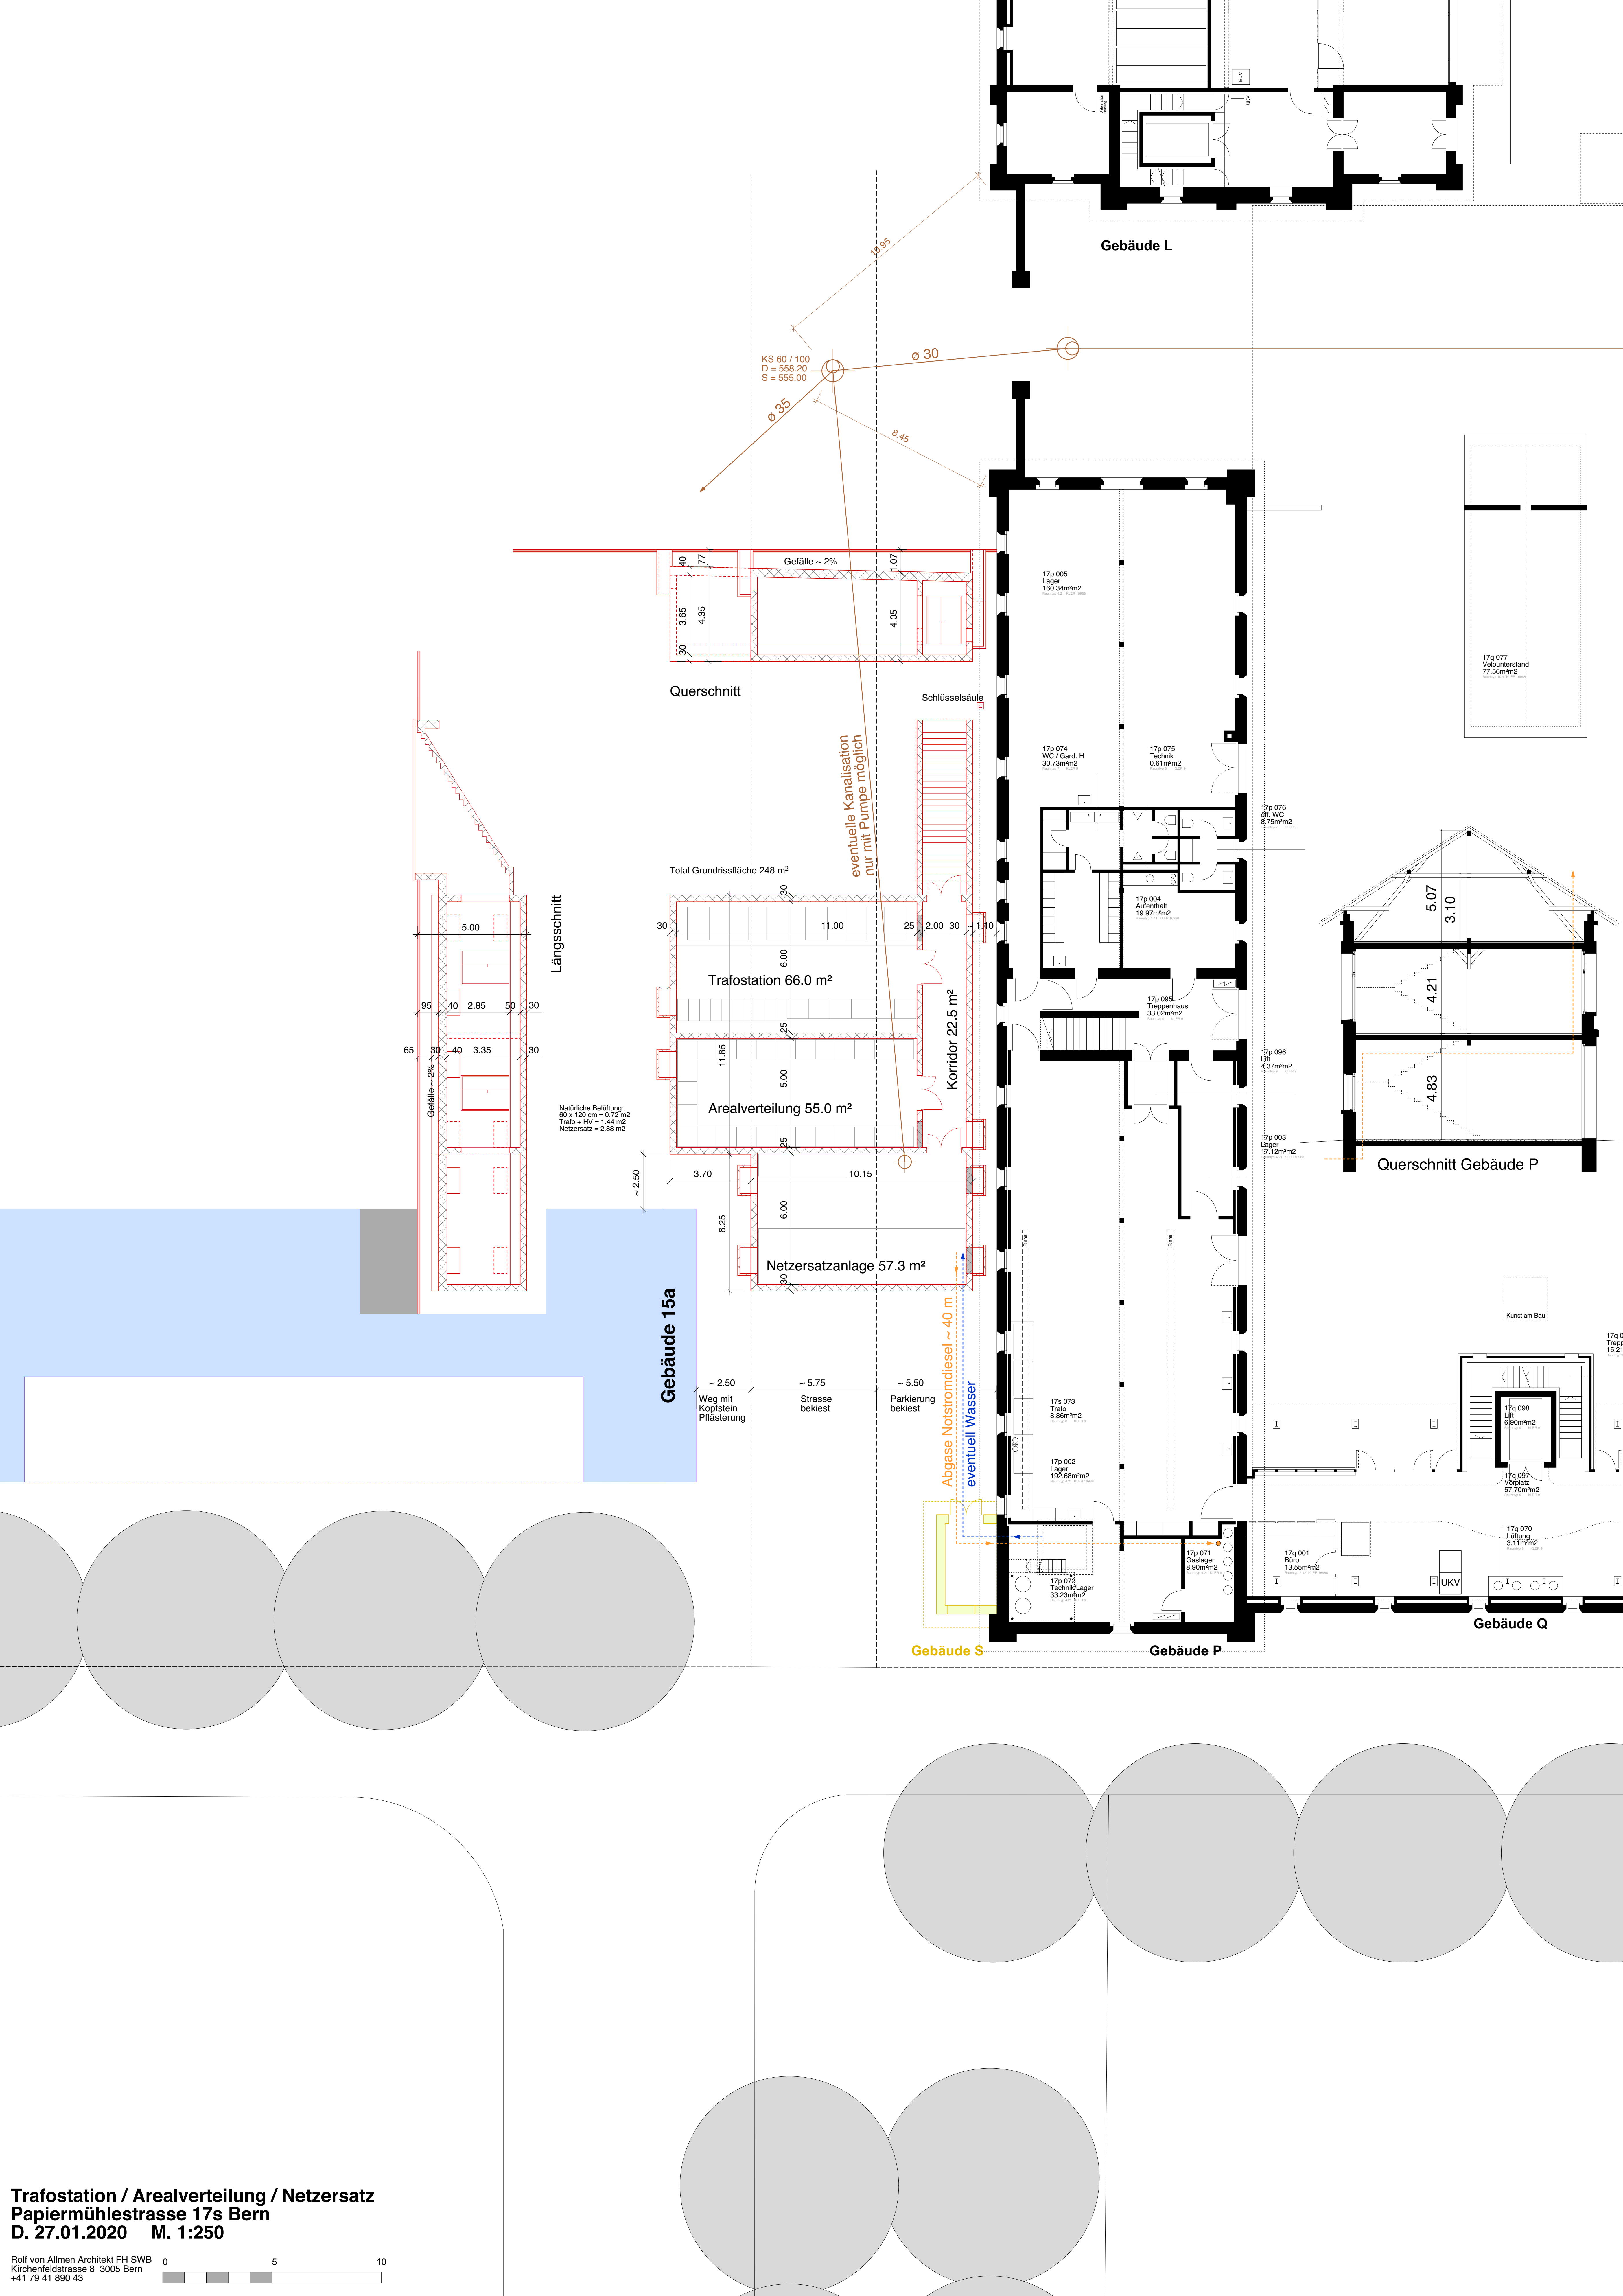 EDV
UKV
Gebäude L
10.95
KS 60 / 100
D = 558.20
S = 555.00
ø 30
ø 35
8.45
40
77
Gefälle ~ 2%
1.07
3.65
4.35
4.05
30
Querschnitt
Schlüsselsäule
eventuelle Kanalisation
nur mit Pumpe möglich
17p 005
Lager
160.34m²m2
17q 077
Velounterstand
77.56m²m2
17p 074
WC / Gard. H
30.73m²m2
17p 075
Technik
0.61m²m2
17p 076
öff. WC
8.75m²m2
17p 004
Aufenthalt
19.97m²m2
Total Grundrissfläche 248 m²
30
30
11.00
25
2.00
30
~ 1.10
6.00
Trafostation 66.0 m²
25
11.85
5.00
Korridor 22.5 m²
Arealverteilung 55.0 m²
25
3.70
10.15
~ 2.50
6.25
6.00
Netzersatzanlage 57.3 m²
30
Längsschnitt
5.00
95
40
2.85
50
30
65
30
40
3.35
30
Gefälle ~ 2%
Natürliche Belüftung:
60 x 120 cm = 0.72 m2
Trafo + HV = 1.44 m2
Netzersatz = 2.88 m2
17p 095
Treppenhaus
33.02m²m2
17p 096
Lift
4.37m²m2
17p 003
Lager
17.12m²m2
5.07
3.10
4.21
4.83
Querschnitt Gebäude P
Gebäude 15a
~ 2.50
~ 5.75
~ 5.50
Weg mit
Kopfstein
Pflästerung
Strasse
bekiest
Parkierung
bekiest
Abgase Notstromdiesel ~ 40 m
eventuell Wasser
Kunst am Bau
17s 073
Trafo
8.86m²m2
17p 002
Lager
192.68m²m2
17q 098
Lift
6.90m²m2
17q 097
Vorplatz
57.70m²m2
17q 070
Lüftung
3.11m²m2
17p 071
Gaslager
8.90m²m2
17q 001
Büro
13.55m²m2
17p 072
Technik/Lager
33.23m²m2
UKV
Gebäude S
Gebäude P
Gebäude Q
Trafostation / Arealverteilung / Netzersatz
Papiermühlestrasse 17s Bern
D. 27.01.2020 M. 1:250
Rolf von Allmen Architekt FH SWB
Kirchenfeldstrasse 8 3005 Bern
+41 79 41 890 43
0 5 10